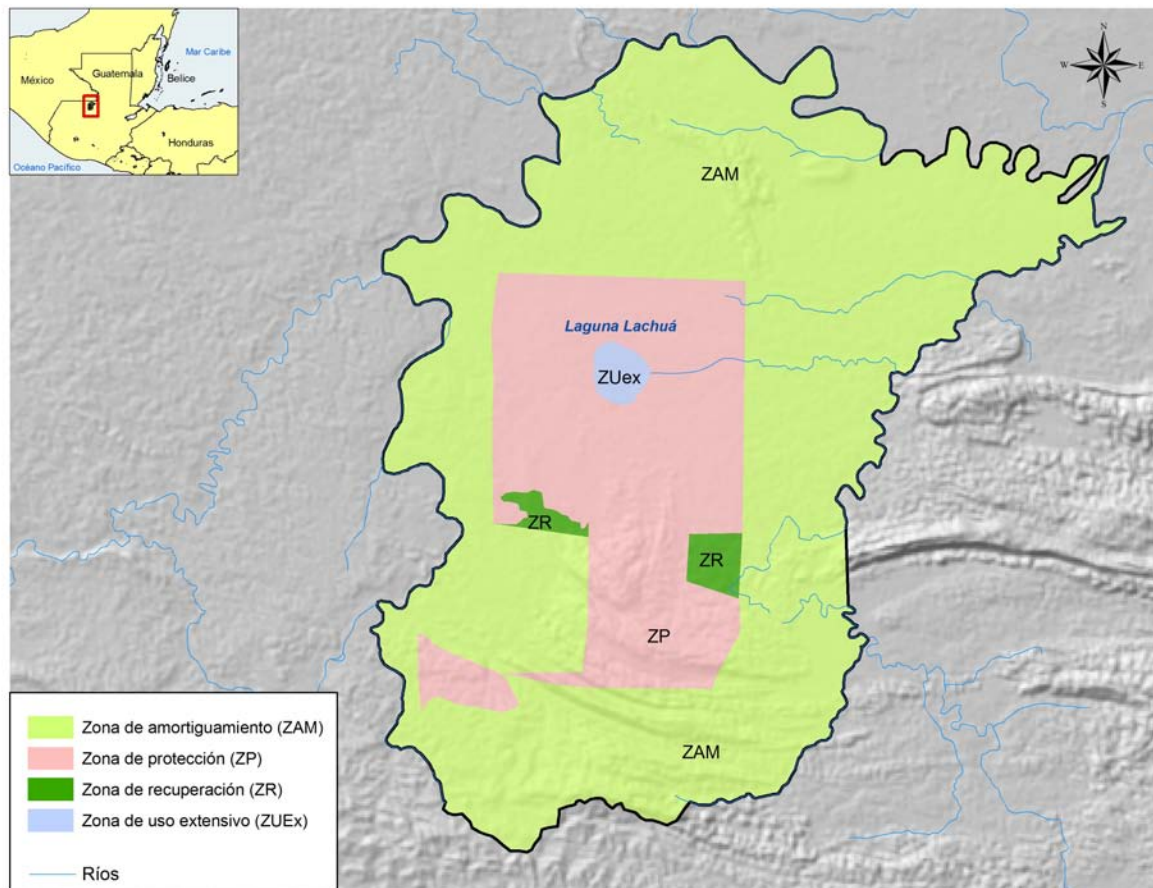 Mar Caribe
Guatemala
México
Belice
Honduras
Océano Pacífico
N
W
E
S
ZAM
Laguna Lachuá
ZUex
ZR
ZR
ZP
ZAM
Zona de amortiguamiento (ZAM)
Zona de protección (ZP)
Zona de recuperación (ZR)
Zona de uso extensivo (ZUEx)
Ríos